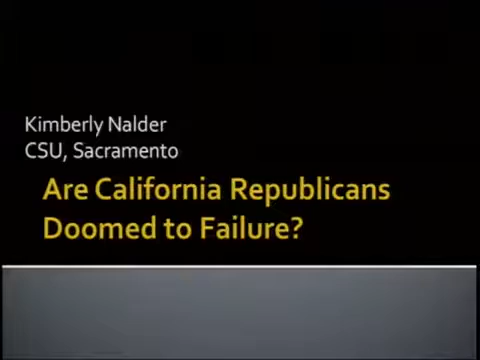 Kimberly Nalder
CSU, Sacramento
Are California Republicans
Doomed to Failure?